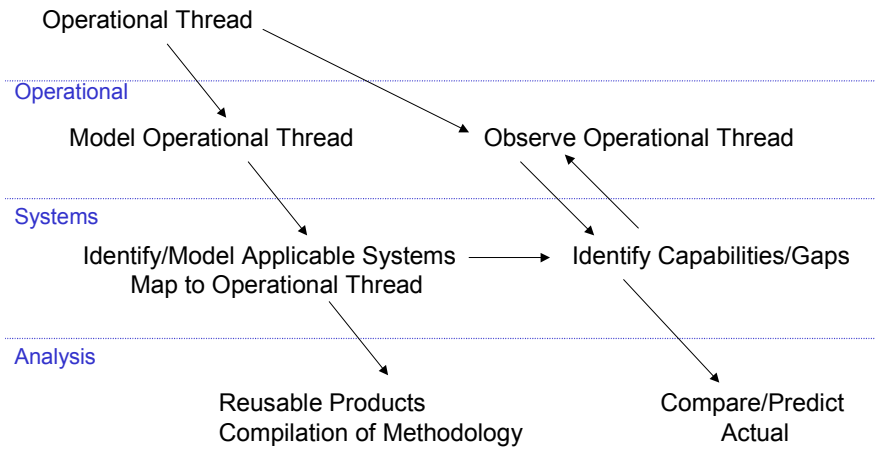 Operational Thread
Operational
Model Operational Thread
Observe Operational Thread
Systems
Identify/Model Applicable Systems
Map to Operational Thread
Identify Capabilities/Gaps
Analysis
Reusable Products
Compilation of Methodology
Compare/Predict
Actual